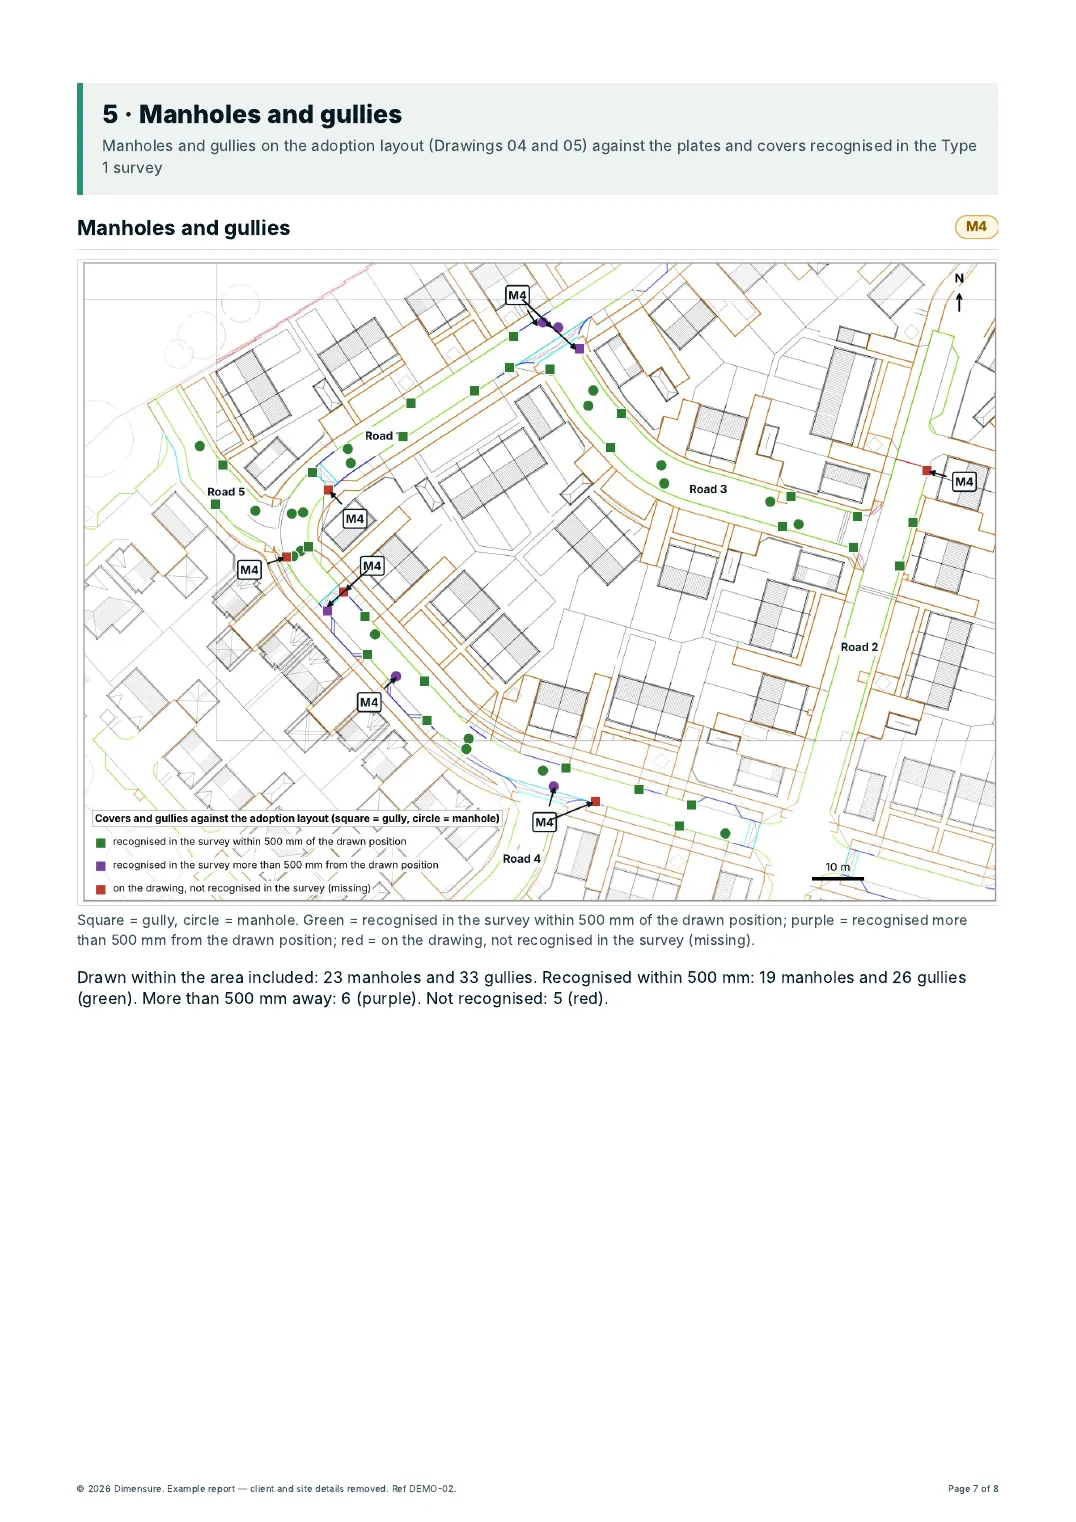 5 · Manholes and gullies
Manholes and gullies on the adoption layout (Drawings 04 and 05) against the plates and covers recognised in the Type
1 survey
Manholes and gullies
M4
N
M4
Road
M4
Road 5
Road 3
M4
M4
M4
Road 2
M4
M4
Road 4
10 m
Covers and gullies against the adoption layout (square = gully, circle = manhole)
recognised in the survey within 500 mm of the drawn position
recognised in the survey more than 500 mm from the drawn position
on the drawing, not recognised in the survey (missing)
Square = gully, circle = manhole. Green = recognised in the survey within 500 mm of the drawn position; purple = recognised more
than 500 mm from the drawn position; red = on the drawing, not recognised in the survey (missing).
Drawn within the area included: 23 manholes and 33 gullies. Recognised within 500 mm: 19 manholes and 26 gullies
(green). More than 500 mm away: 6 (purple). Not recognised: 5 (red).
© 2026 Dimensure. Example report — client and site details removed. Ref DEMO-02.
Page 7 of 8